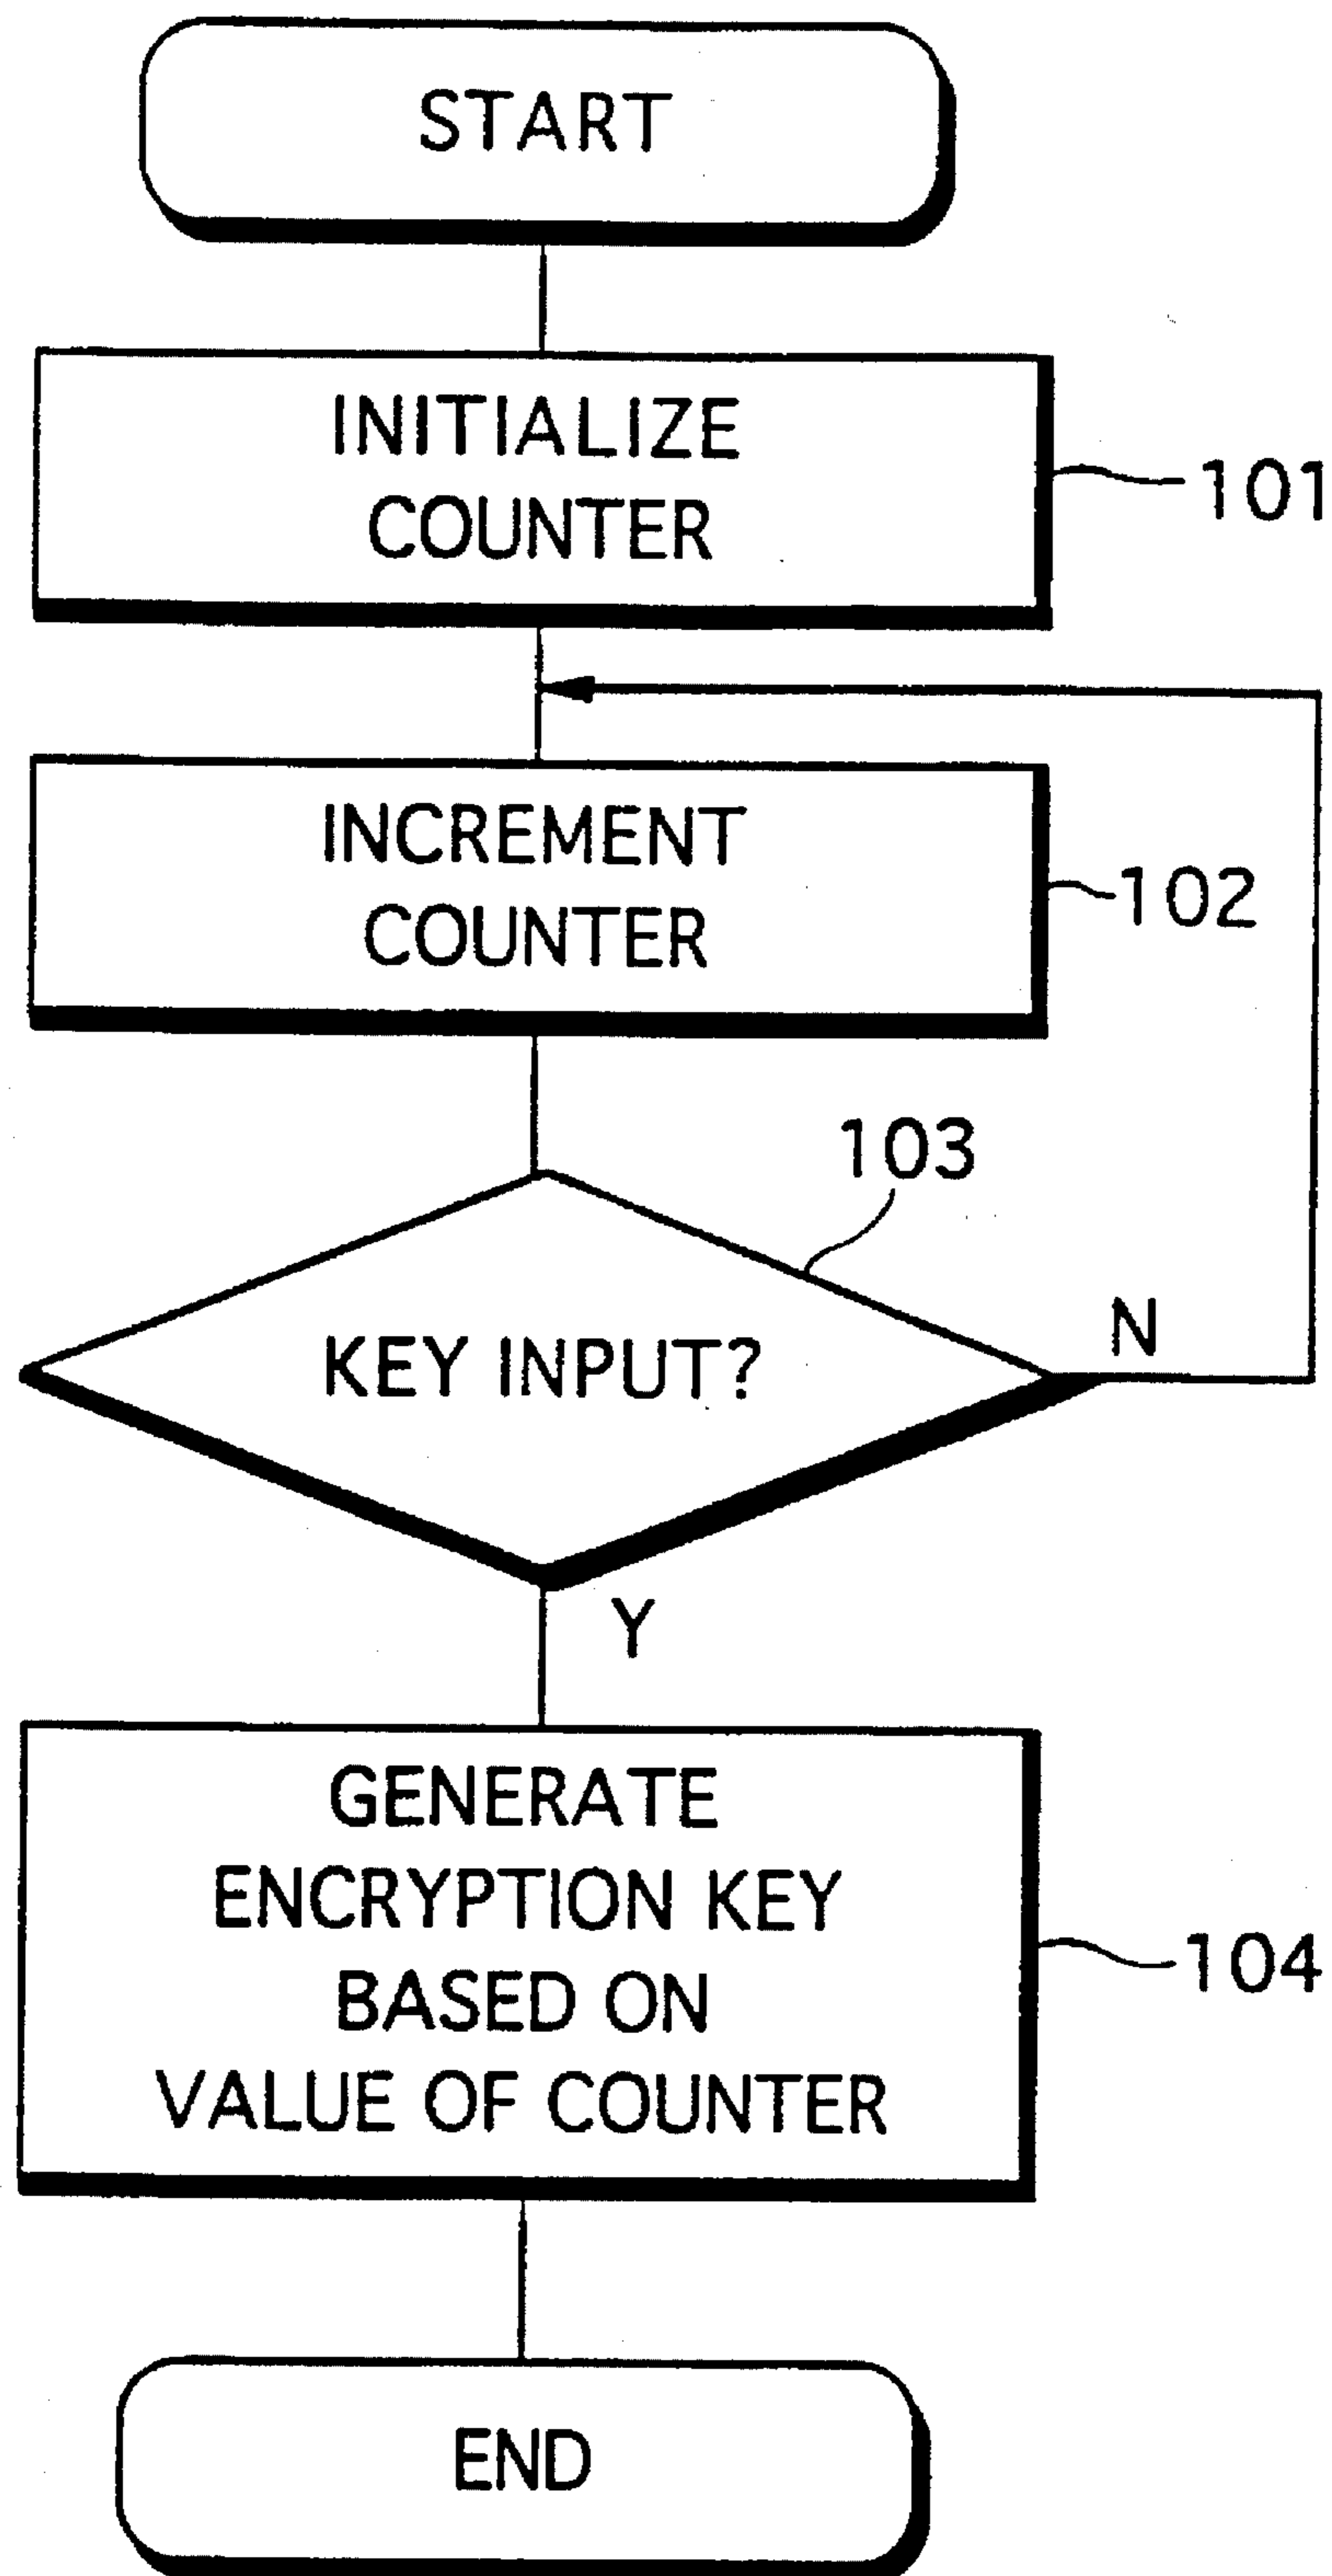 START
INITIALIZE
COUNTER
101
INCREMENT
COUNTER
102
103
KEY INPUT?
N
Y
GENERATE
ENCRYPTION KEY
BASED ON
VALUE OF COUNTER
104
END